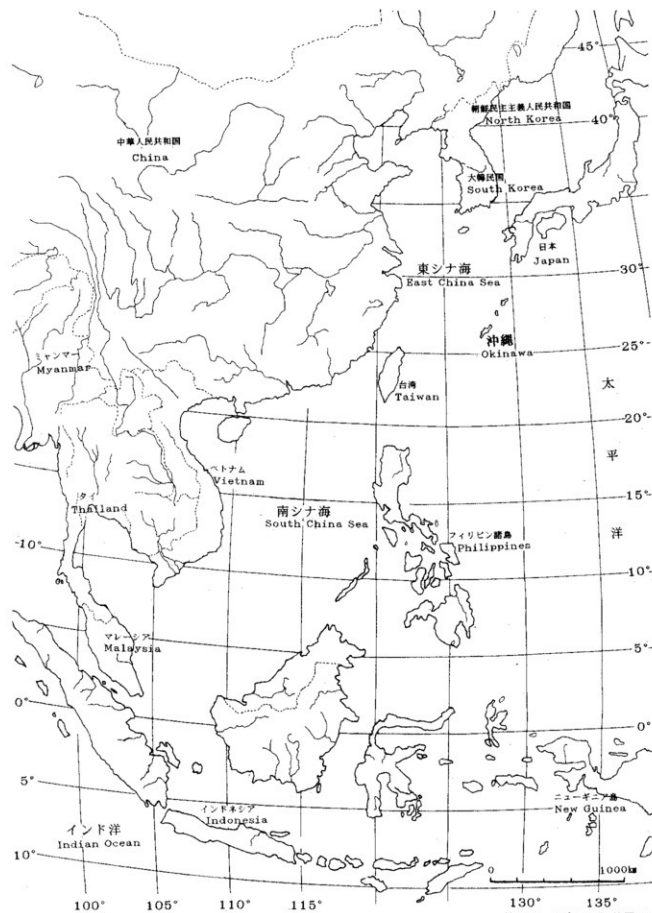 45°
朝鮮民主主義人民共和国
North Korea
40°
中華人民共和国
China
大韓民国
South Korea
35°
日本
Japan
東シナ海
East China Sea
30°
沖縄
Okinawa
25°
ミャンマー
Myanmar
台湾
Taiwan
太平洋
20°
ベトナム
Vietnam
タイ
Thailand
南シナ海
South China Sea
15°
フィリピン諸島
Philippines
10°
10°
マレーシア
Malaysia
5°
0°
0°
5°
インドネシア
Indonesia
ニューギニア島
New Guinea
インド洋
Indian Ocean
10°
0
1000km
100°
105°
110°
115°
130°
135°